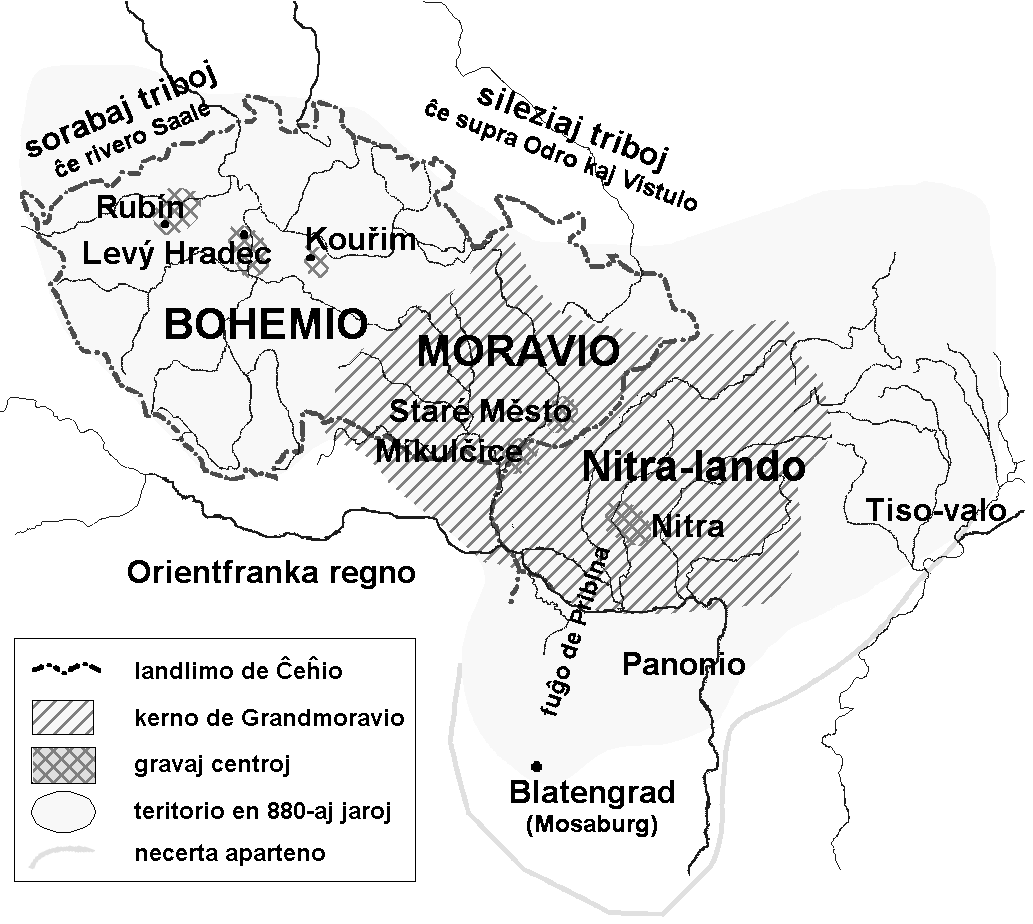 sorabaj triboj
ĉe rivero Saale
sileziaj triboj
ĉe supra Odro kaj Vistulo
Rubín
Levý Hradec
Kouřim
BOHEMIO
MORAVIO
Staré Město
Mikulčice
Nitra-lando
Nitra
Tiso-valo
Orientfranka regno
fuĝo de Pribina
Panonio
Blatengrad
(Mosaburg)
landlimo de Ĉeĥio
kerno de Grandmoravio
gravaj centroj
teritorio en 880-aj jaroj
necerta aparteno